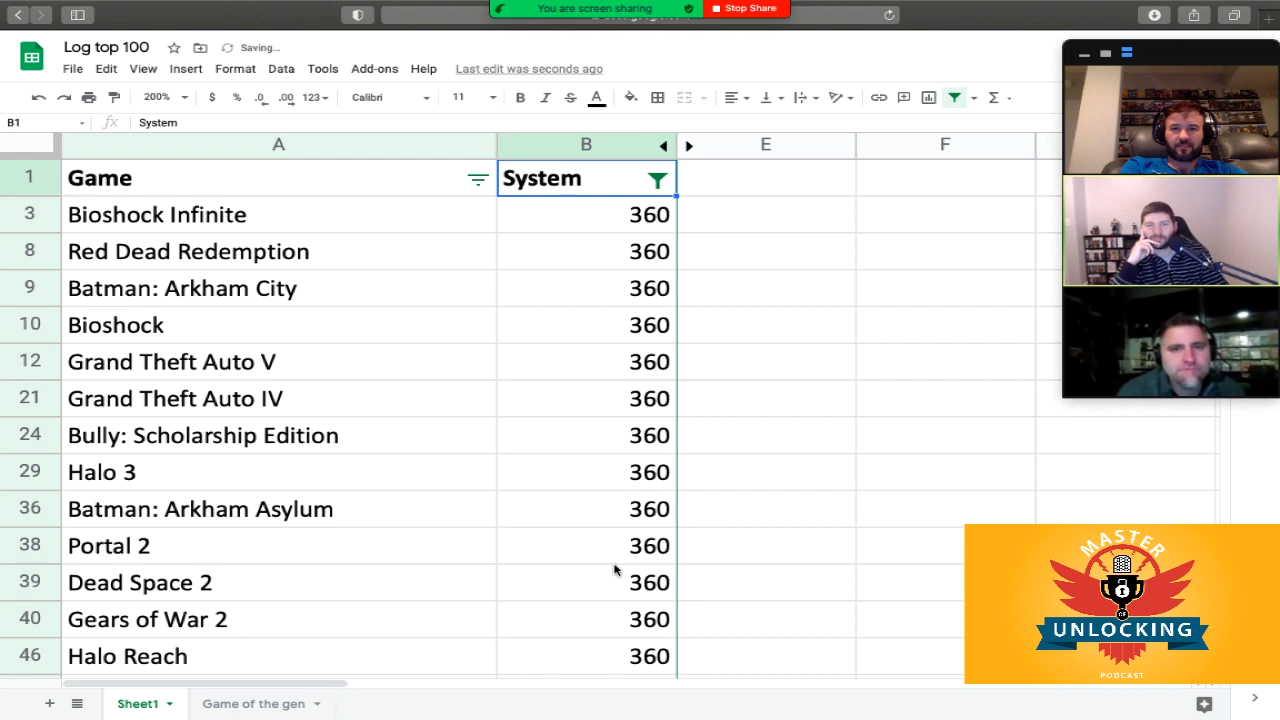 You are screen sharing
Stop Share
Log top 100
Saving...
File Edit View Insert Format Data Tools Add-ons Help Last edit was seconds ago
200% $ % .0 .00 123 Calibri 11 B I S A
B1 fx System
A B E F
1 Game System
3 Bioshock Infinite 360
8 Red Dead Redemption 360
9 Batman: Arkham City 360
10 Bioshock 360
12 Grand Theft Auto V 360
21 Grand Theft Auto IV 360
24 Bully: Scholarship Edition 360
29 Halo 3 360
36 Batman: Arkham Asylum 360
38 Portal 2 360
39 Dead Space 2 360
40 Gears of War 2 360
46 Halo Reach 360
MASTER
OF
UNLOCKING
PODCAST
Sheet1 Game of the gen